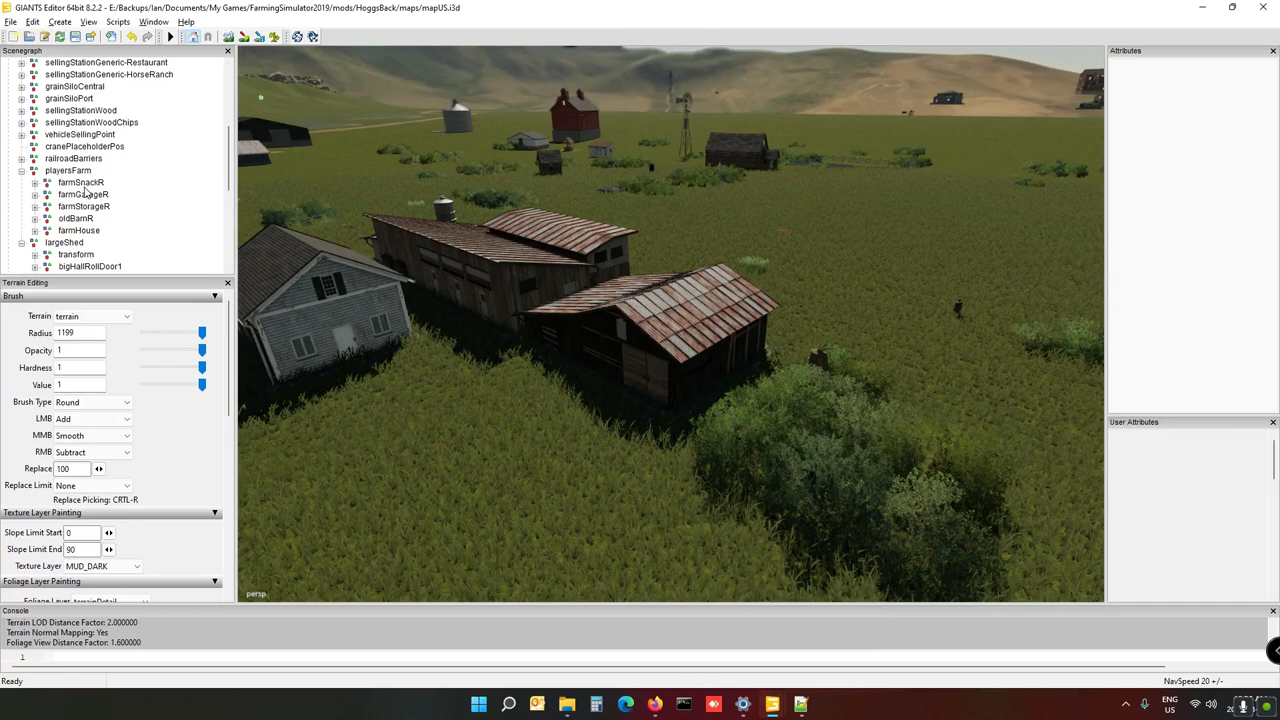 GIANTS Editor 64bit - 8.2.2 - E:/Backups/Ian/Documents/My Games/FarmingSimulator2019/mods/HoggsBack/maps/mapUS.i3d
File Edit Create View Scripts Window Help
Scenegraph
sellingStationGeneric-Restaurant
sellingStationGeneric-HorseRanch
grainSiloCentral
grainSiloPort
sellingStationWood
sellingStationWoodChips
vehicleSellingPoint
cranePlaceholderPos
railroadBarriers
playersFarm
farmSnackR
farmGarageR
farmStorageR
oldBarnR
farmHouse
largeShed
transform
bigHallRollDoor1
Terrain Editing
Brush
Terrain terrain
Radius 1199
Opacity 1
Hardness 1
Value 1
Brush Type Round
LMB Add
MMB Smooth
RMB Subtract
Replace 100
Replace Limit None
Replace Picking: CRTL-R
Texture Layer Painting
Slope Limit Start 0
Slope Limit End 90
Texture Layer MUD_DARK
Foliage Layer Painting
Foliage Layer terrainDetail
persp
Attributes
User Attributes
Console
Terrain LOD Distance Factor: 2.000000
Terrain Normal Mapping: Yes
Foliage View Distance Factor: 1.600000
1
Ready
NavSpeed 20 +/-
ENG
US